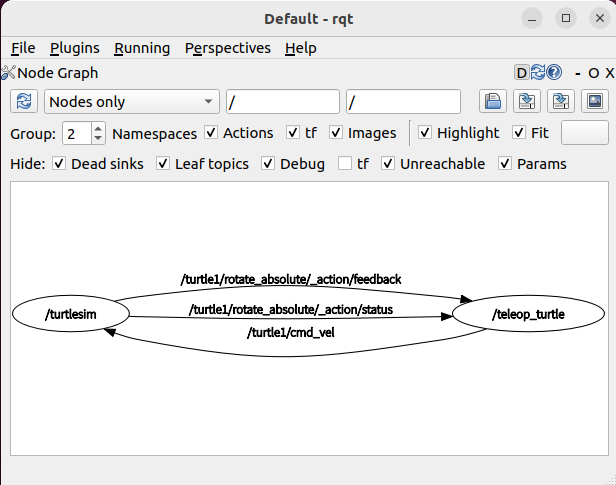 Default - rqt
File Plugins Running Perspectives Help
Node Graph D ? - O X
Nodes only / /
Group: 2 Namespaces Actions tf Images Highlight Fit
Hide: Dead sinks Leaf topics Debug tf Unreachable Params
/turtle1/rotate_absolute/_action/feedback
/turtlesim /turtle1/rotate_absolute/_action/status /teleop_turtle
/turtle1/cmd_vel